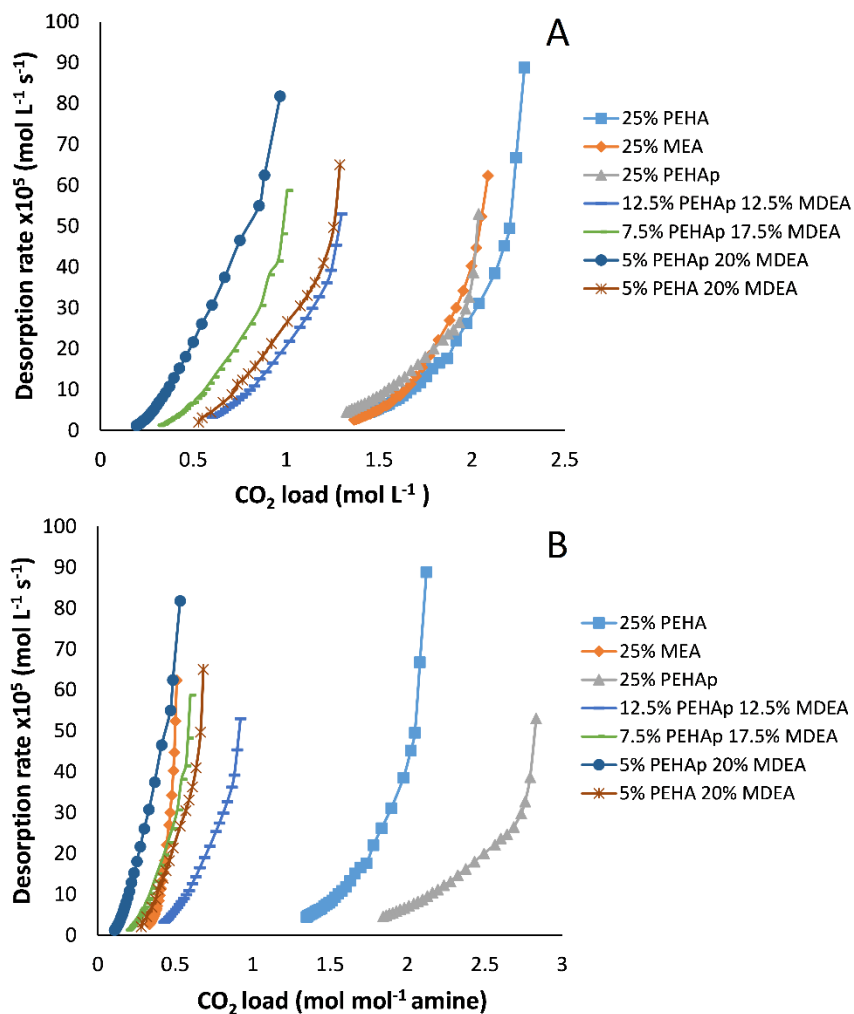 A
100
90
80
70
60
50
40
30
20
10
0
Desorption rate x10⁵ (mol L⁻¹ s⁻¹)
0 0.5 1 1.5 2 2.5
CO₂ load (mol L⁻¹ )
25% PEHA
25% MEA
25% PEHAp
12.5% PEHAp 12.5% MDEA
7.5% PEHAp 17.5% MDEA
5% PEHAp 20% MDEA
5% PEHA 20% MDEA
B
100
90
80
70
60
50
40
30
20
10
0
Desorption rate x10⁵ (mol L⁻¹ s⁻¹)
0 0.5 1 1.5 2 2.5 3
CO₂ load (mol mol⁻¹ amine)
25% PEHA
25% MEA
25% PEHAp
12.5% PEHAp 12.5% MDEA
7.5% PEHAp 17.5% MDEA
5% PEHAp 20% MDEA
5% PEHA 20% MDEA